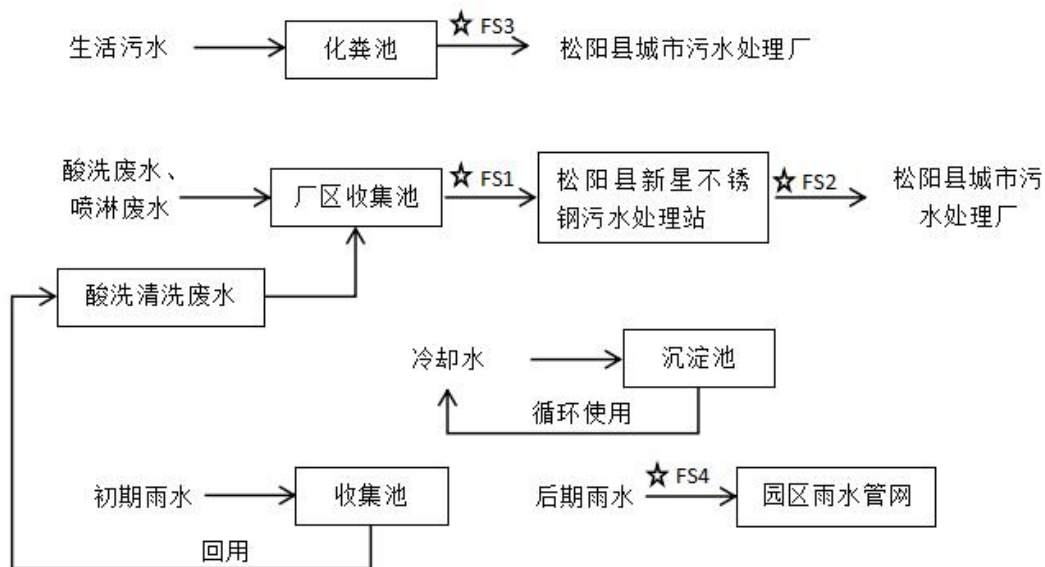 生活污水
化粪池
☆ FS3
松阳县城市污水处理厂
酸洗废水、
喷淋废水
厂区收集池
☆ FS1
松阳县新星不锈
钢污水处理站
☆ FS2
松阳县城市污
水处理厂
酸洗清洗废水
冷却水
沉淀池
循环使用
初期雨水
收集池
后期雨水
☆ FS4
园区雨水管网
回用